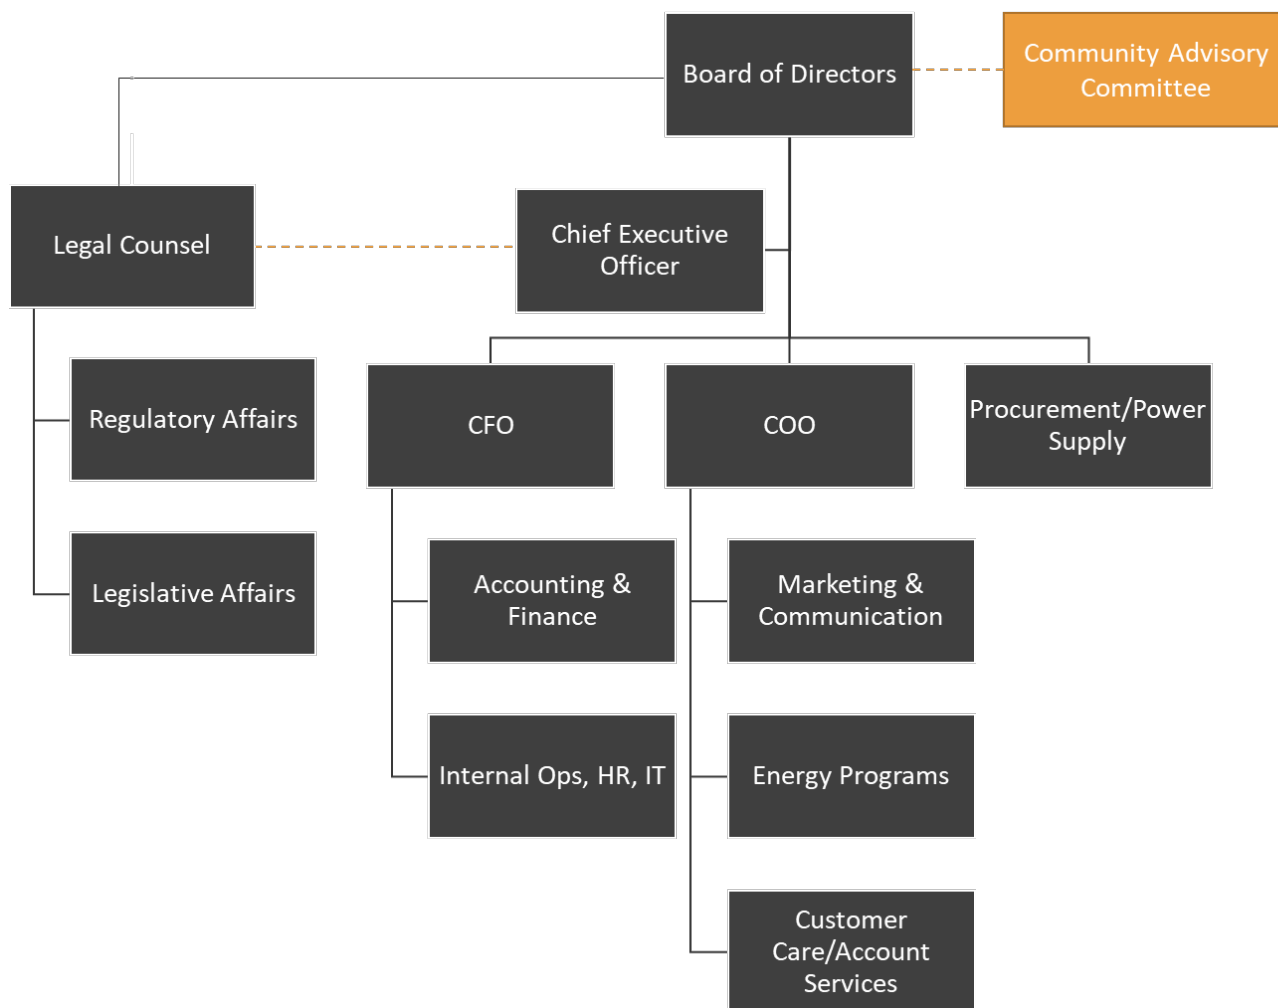 Board of Directors
Community Advisory
Committee
Legal Counsel
Chief Executive
Officer
Regulatory Affairs
CFO
COO
Procurement/Power
Supply
Legislative Affairs
Accounting &
Finance
Marketing &
Communication
Internal Ops, HR, IT
Energy Programs
Customer
Care/Account
Services